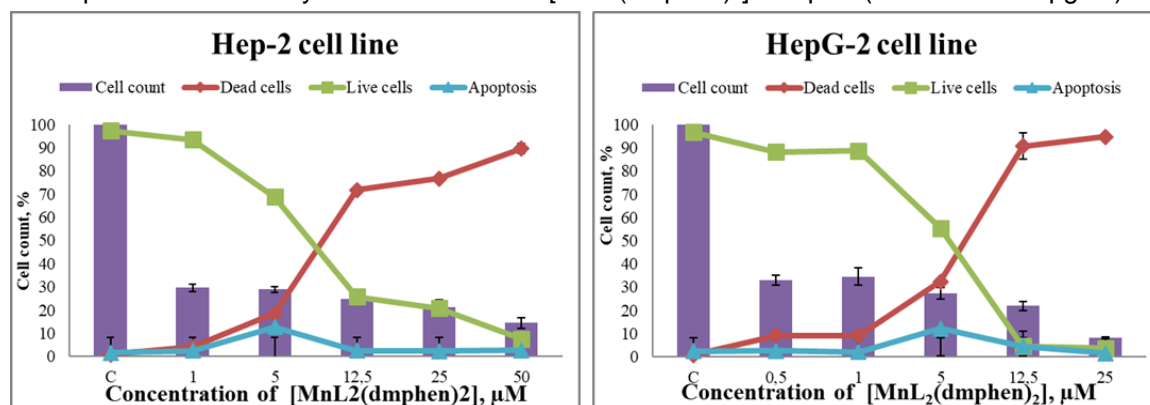 Hep-2 cell line
Cell count Dead cells Live cells Apoptosis
100
90
80
70
60
50
40
30
20
10
0
Cell count, %
C 1 5 12,5 25 50
Concentration of [MnL2(dmphen)2], µM
HepG-2 cell line
Cell count Dead cells Live cells Apoptosis
100
90
80
70
60
50
40
30
20
10
0
Cell count, %
C 0,5 1 5 12,5 25
Concentration of [MnL₂(dmphen)₂], µM